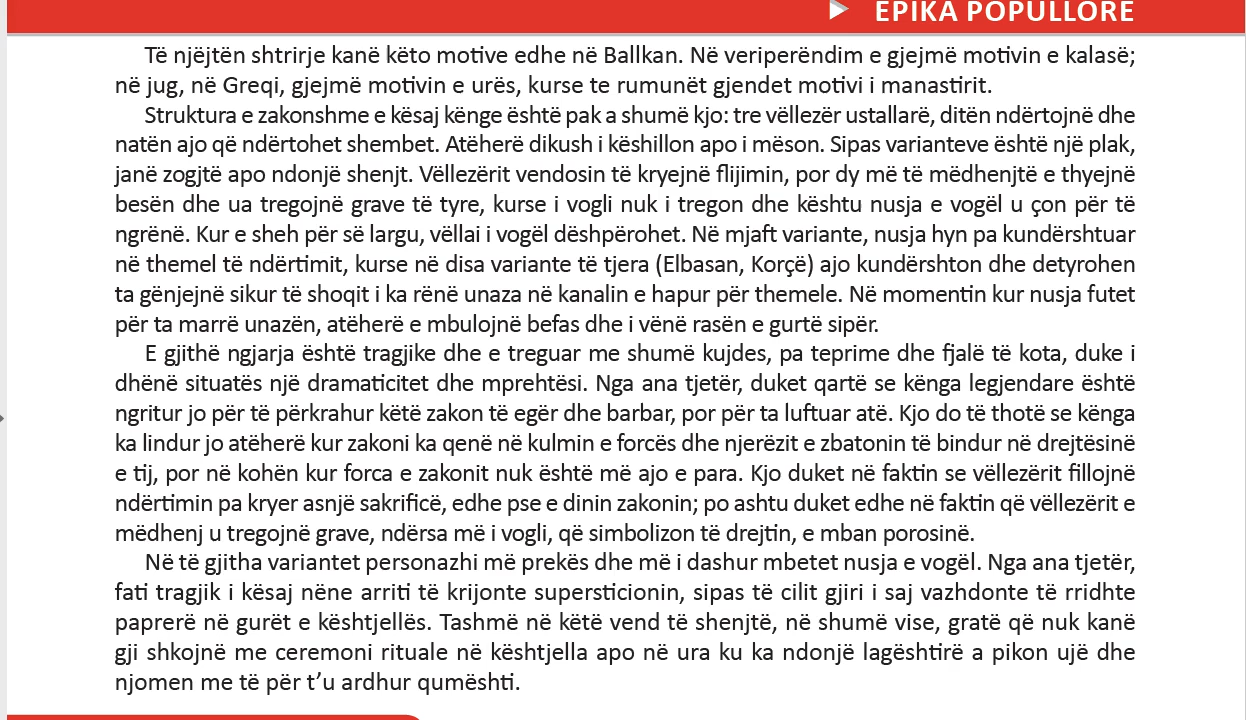 EPIKA POPULLORE
Të njëjtën shtrirje kanë këto motive edhe në Ballkan. Në veriperëndim e gjejmë motivin e kalasë;
në jug, në Greqi, gjejmë motivin e urës, kurse te rumunët gjendet motivi i manastirit.
Struktura e zakonshme e kësaj kënge është pak a shumë kjo: tre vëllezër ustallarë, ditën ndërtojnë dhe
natën ajo që ndërtohet shembet. Atëherë dikush i këshillon apo i mëson. Sipas varianteve është një plak,
janë zogjtë apo ndonjë shenjt. Vëllezërit vendosin të kryejnë flijimin, por dy më të mëdhenjtë e thyejnë
besën dhe ua tregojnë grave të tyre, kurse i vogli nuk i tregon dhe kështu nusja e vogël u çon për të
ngrënë. Kur e sheh për së largu, vëllai i vogël dëshpërohet. Në mjaft variante, nusja hyn pa kundërshtuar
në themel të ndërtimit, kurse në disa variante të tjera (Elbasan, Korçë) ajo kundërshton dhe detyrohen
ta gënjejnë sikur të shoqit i ka rënë unaza në kanalin e hapur për themele. Në momentin kur nusja futet
për ta marrë unazën, atëherë e mbulojnë befas dhe i vënë rasën e gurtë sipër.
E gjithë ngjarja është tragjike dhe e treguar me shumë kujdes, pa teprime dhe fjalë të kota, duke i
dhënë situatës një dramaticitet dhe mprehtësi. Nga ana tjetër, duket qartë se kënga legjendare është
ngritur jo për të përkrahur këtë zakon të egër dhe barbar, por për ta luftuar atë. Kjo do të thotë se kënga
ka lindur jo atëherë kur zakoni ka qenë në kulmin e forcës dhe njerëzit e zbatonin të bindur në drejtësinë
e tij, por në kohën kur forca e zakonit nuk është më ajo e para. Kjo duket në faktin se vëllezërit fillojnë
ndërtimin pa kryer asnjë sakrificë, edhe pse e dinin zakonin; po ashtu duket edhe në faktin që vëllezërit e
mëdhenj u tregojnë grave, ndërsa më i vogli, që simbolizon të drejtin, e mban porosinë.
Në të gjitha variantet personazhi më prekës dhe më i dashur mbetet nusja e vogël. Nga ana tjetër,
fati tragjik i kësaj nëne arriti të krijonte supersticionin, sipas të cilit gjiri i saj vazhdonte të rridhte
paprerë në gurët e kështjellës. Tashmë në këtë vend të shenjtë, në shumë vise, gratë që nuk kanë
gji shkojnë me ceremoni rituale në kështjella apo në ura ku ka ndonjë lagështirë a pikon ujë dhe
njomen me të për t'u ardhur qumështi.